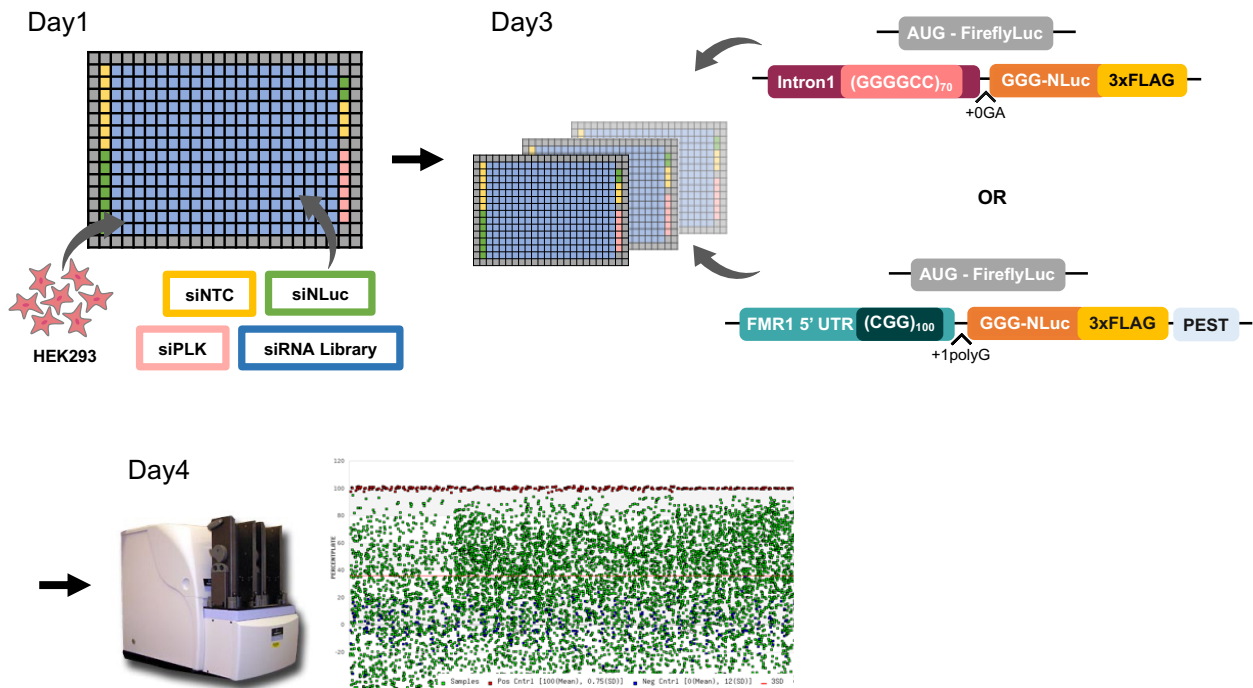 Day1
Day3
AUG - FireflyLuc
Intron1 (GGGGCC)70 GGG-NLuc 3xFLAG
+0GA
OR
AUG - FireflyLuc
FMR1 5' UTR (CGG)100 GGG-NLuc 3xFLAG PEST
+1polyG
siNTC siNLuc
siPLK siRNA Library
HEK293
Day4
120
100
80
60
40
20
0
-20
PERCENTPLATE
Samples Pos Cntrl [100(Mean), 0.75(SD)] Neg Cntrl [0(Mean), 12(SD)] 3SD